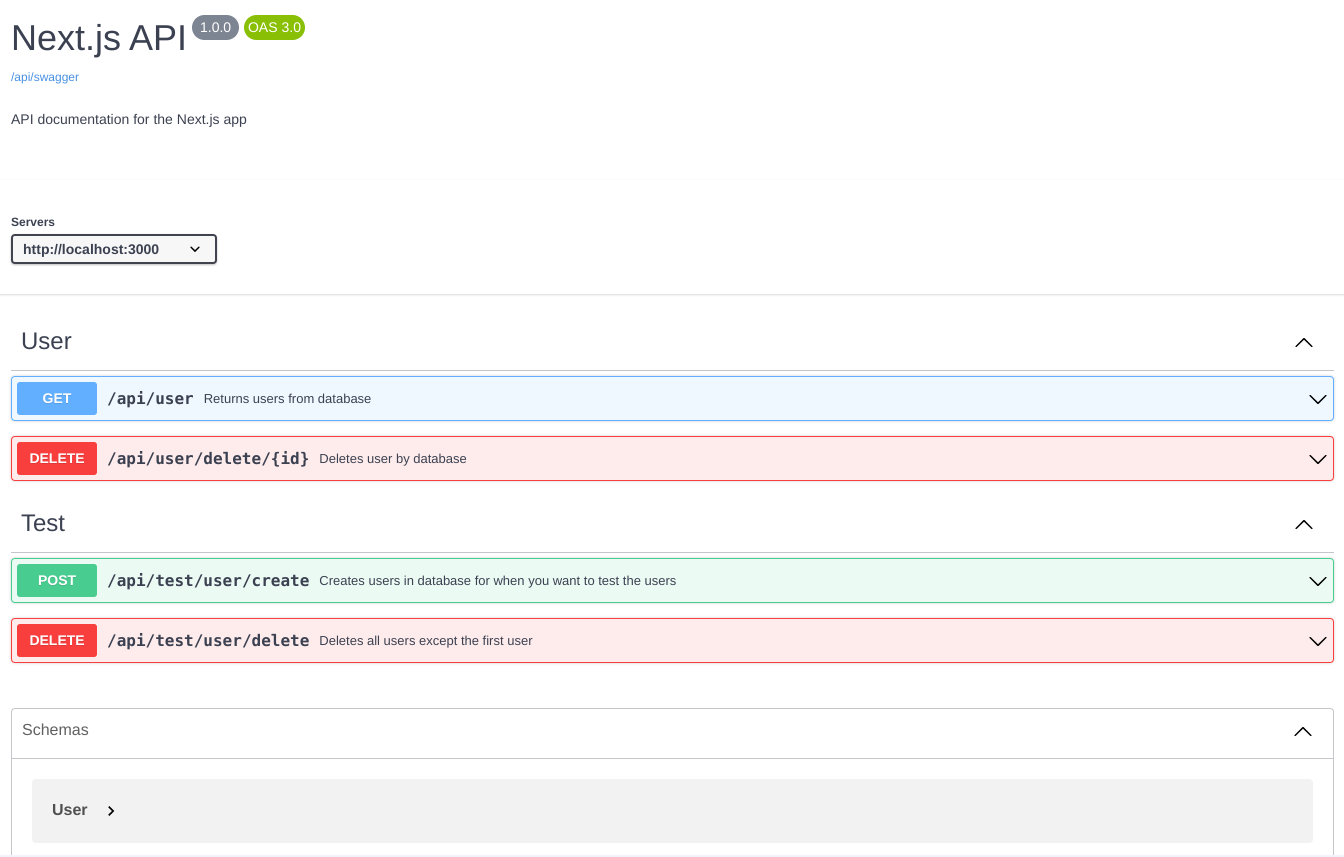 Next.js API 1.0.0 OAS 3.0
/api/swagger
API documentation for the Next.js app
Servers
http://localhost:3000
User
GET /api/user Returns users from database
DELETE /api/user/delete/{id} Deletes user by database
Test
POST /api/test/user/create Creates users in database for when you want to test the users
DELETE /api/test/user/delete Deletes all users except the first user
Schemas
User